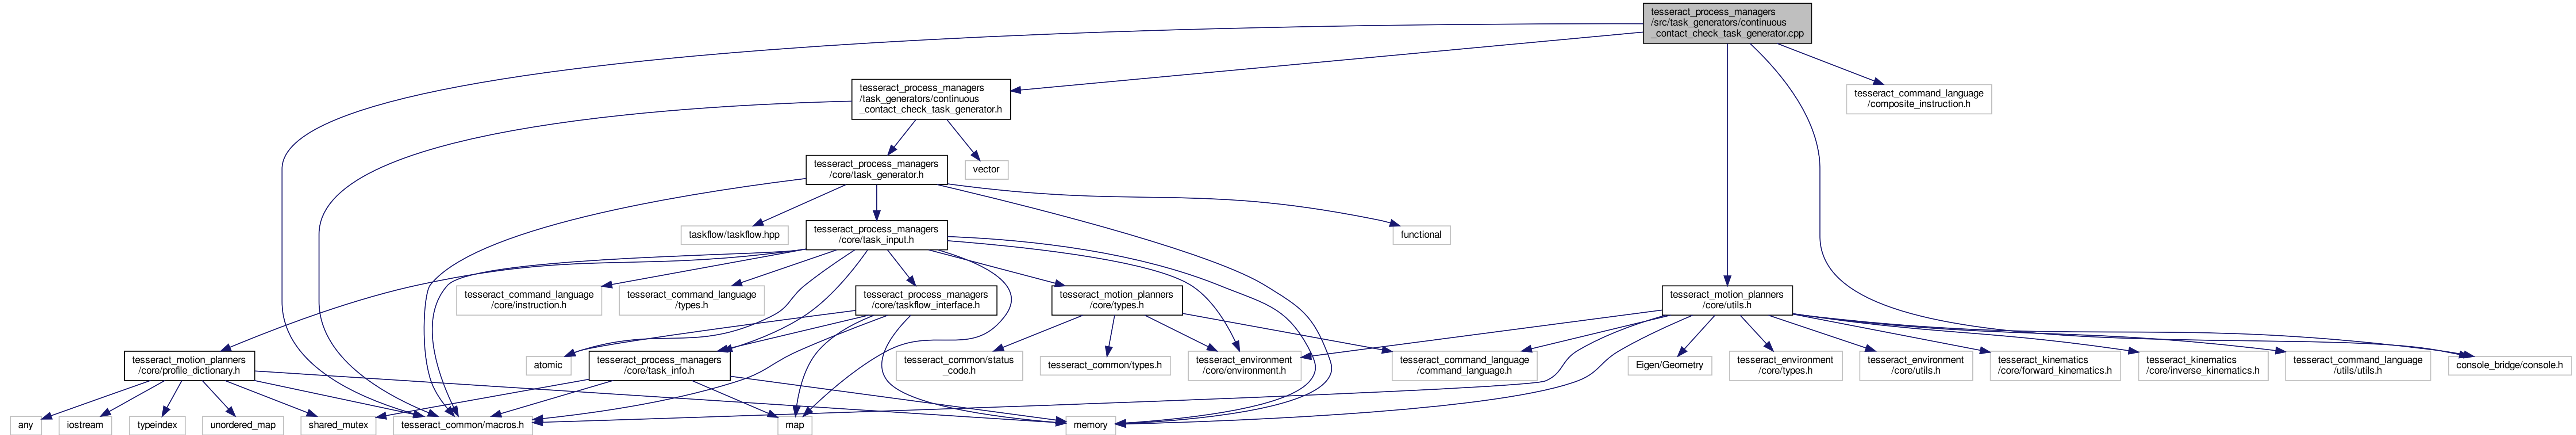 tesseract_process_managers
/src/task_generators/continuous
_contact_check_task_generator.cpp
tesseract_process_managers
/task_generators/continuous
_contact_check_task_generator.h
tesseract_command_language
/composite_instruction.h
tesseract_process_managers
/core/task_generator.h
vector
taskflow/taskflow.hpp
tesseract_process_managers
/core/task_input.h
functional
tesseract_command_language
/core/instruction.h
tesseract_command_language
/types.h
tesseract_process_managers
/core/taskflow_interface.h
tesseract_motion_planners
/core/types.h
tesseract_motion_planners
/core/utils.h
tesseract_motion_planners
/core/profile_dictionary.h
atomic
tesseract_process_managers
/core/task_info.h
tesseract_common/status
_code.h
tesseract_common/types.h
tesseract_environment
/core/environment.h
tesseract_command_language
/command_language.h
Eigen/Geometry
tesseract_environment
/core/types.h
tesseract_environment
/core/utils.h
tesseract_kinematics
/core/forward_kinematics.h
tesseract_kinematics
/core/inverse_kinematics.h
tesseract_command_language
/utils/utils.h
console_bridge/console.h
any
iostream
typeindex
unordered_map
shared_mutex
tesseract_common/macros.h
map
memory